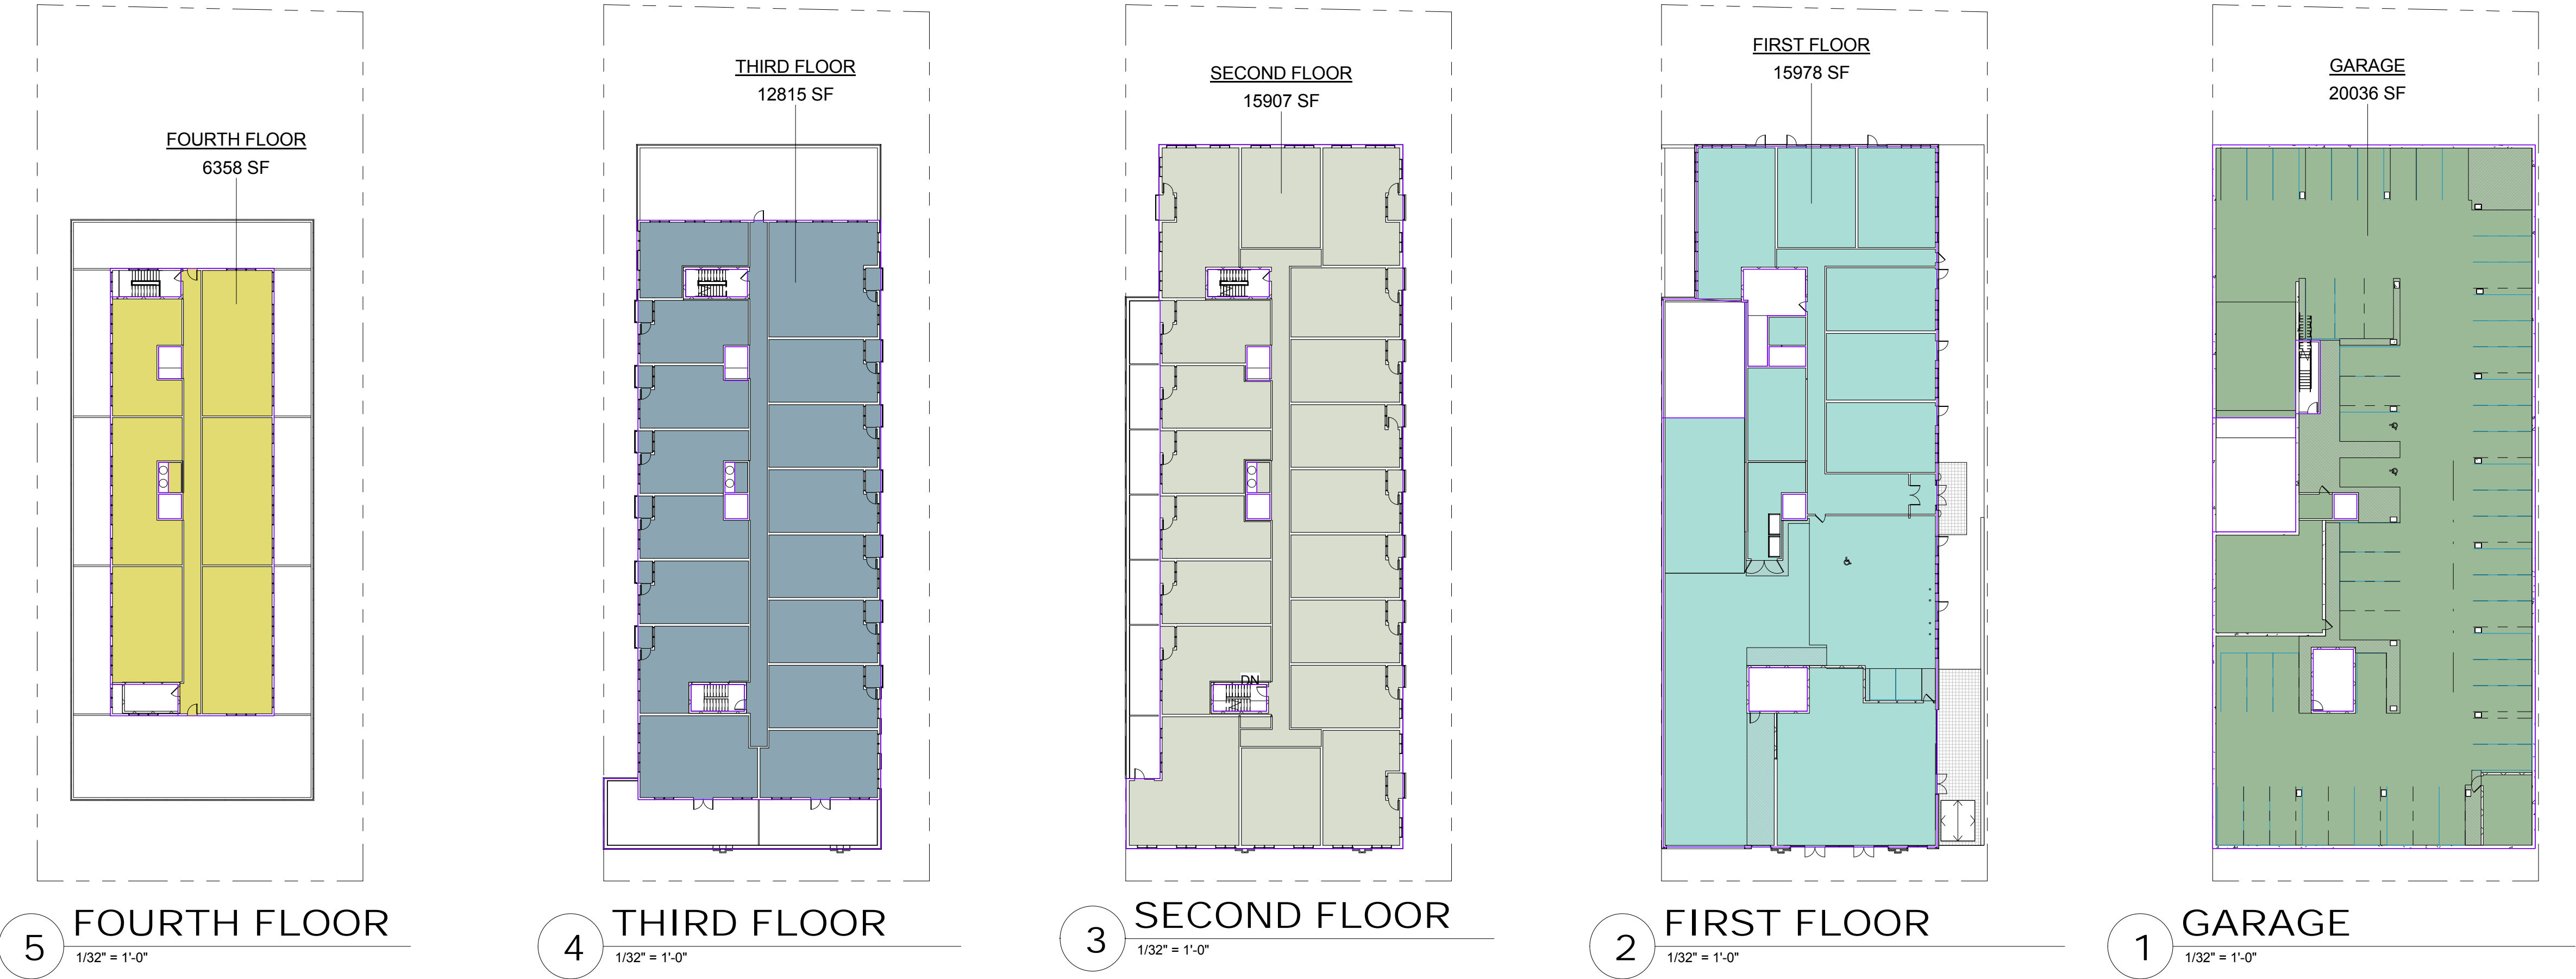 FOURTH FLOOR
6358 SF
THIRD FLOOR
12815 SF
SECOND FLOOR
15907 SF
FIRST FLOOR
15978 SF
GARAGE
20036 SF
DN
5
FOURTH FLOOR
1/32" = 1'-0"
4
THIRD FLOOR
1/32" = 1'-0"
3
SECOND FLOOR
1/32" = 1'-0"
2
FIRST FLOOR
1/32" = 1'-0"
1
GARAGE
1/32" = 1'-0"